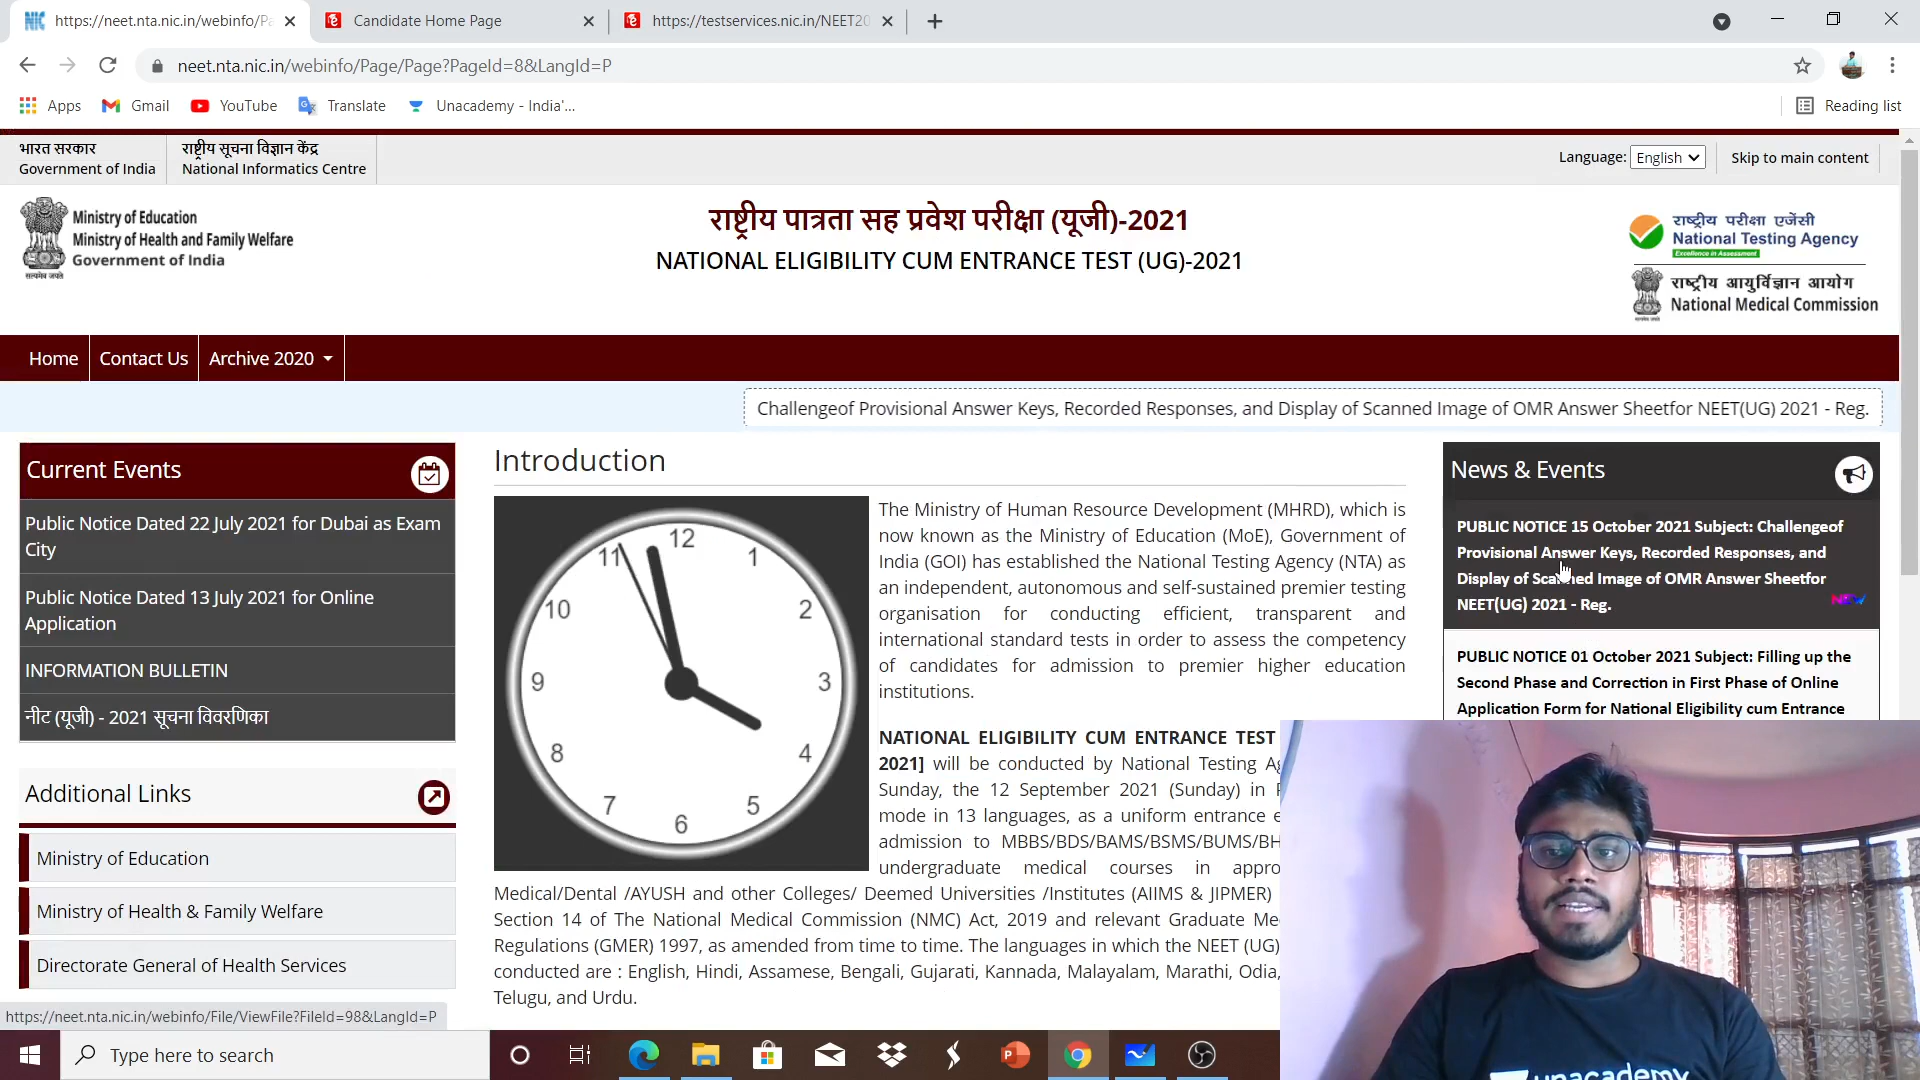 https://neet.nta.nic.in/webinfo/Pa
Candidate Home Page
https://testservices.nic.in/NEET20
neet.nta.nic.in/webinfo/Page/Page?PageId=8&LangId=P
Apps
Gmail
YouTube
Translate
Unacademy - India'...
Reading list
भारत सरकार
Government of India
राष्ट्रीय सूचना विज्ञान केंद्र
National Informatics Centre
Language: English
Skip to main content
Ministry of Education
Ministry of Health and Family Welfare
Government of India
सत्यमेव जयते
राष्ट्रीय पात्रता सह प्रवेश परीक्षा (यूजी)-2021
NATIONAL ELIGIBILITY CUM ENTRANCE TEST (UG)-2021
राष्ट्रीय परीक्षा एजेंसी
National Testing Agency
Excellence in Assessment
राष्ट्रीय आयुर्विज्ञान आयोग
National Medical Commission
Home
Contact Us
Archive 2020
Challengeof Provisional Answer Keys, Recorded Responses, and Display of Scanned Image of OMR Answer Sheetfor NEET(UG) 2021 - Reg.
Current Events
Public Notice Dated 22 July 2021 for Dubai as Exam
City
Public Notice Dated 13 July 2021 for Online
Application
INFORMATION BULLETIN
नीट (यूजी) - 2021 सूचना विवरणिका
Additional Links
Ministry of Education
Ministry of Health & Family Welfare
Directorate General of Health Services
https://neet.nta.nic.in/webinfo/File/ViewFile?FileId=98&LangId=P
Introduction
12
1
2
3
4
5
6
7
8
9
10
11
The Ministry of Human Resource Development (MHRD), which is
now known as the Ministry of Education (MoE), Government of
India (GOI) has established the National Testing Agency (NTA) as
an independent, autonomous and self-sustained premier testing
organisation for conducting efficient, transparent and
international standard tests in order to assess the competency
of candidates for admission to premier higher education
institutions.
NATIONAL ELIGIBILITY CUM ENTRANCE TEST
2021] will be conducted by National Testing Ag
Sunday, the 12 September 2021 (Sunday) in
mode in 13 languages, as a uniform entrance e
admission to MBBS/BDS/BAMS/BSMS/BUMS/BH
undergraduate medical courses in appro
Medical/Dental /AYUSH and other Colleges/ Deemed Universities /Institutes (AIIMS & JIPMER)
Section 14 of The National Medical Commission (NMC) Act, 2019 and relevant Graduate Me
Regulations (GMER) 1997, as amended from time to time. The languages in which the NEET (UG)
conducted are : English, Hindi, Assamese, Bengali, Gujarati, Kannada, Malayalam, Marathi, Odia,
Telugu, and Urdu.
News & Events
PUBLIC NOTICE 15 October 2021 Subject: Challengeof
Provisional Answer Keys, Recorded Responses, and
Display of Scanned Image of OMR Answer Sheetfor
NEET(UG) 2021 - Reg.
NEW
PUBLIC NOTICE 01 October 2021 Subject: Filling up the
Second Phase and Correction in First Phase of Online
Application Form for National Eligibility cum Entrance
unacademy
Type here to search